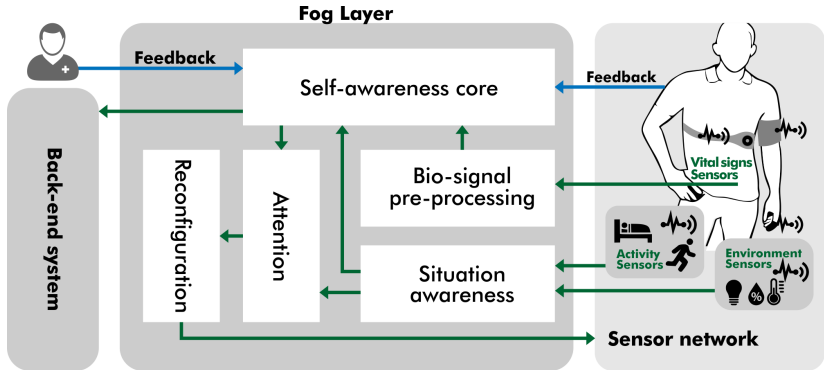 Fog Layer
Feedback
Self-awareness core
Feedback
Back-end system
Reconfiguration
Attention
Bio-signal
pre-processing
Vital signs
Sensors
Situation
awareness
Activity
Sensors
Environment
Sensors
%
Sensor network